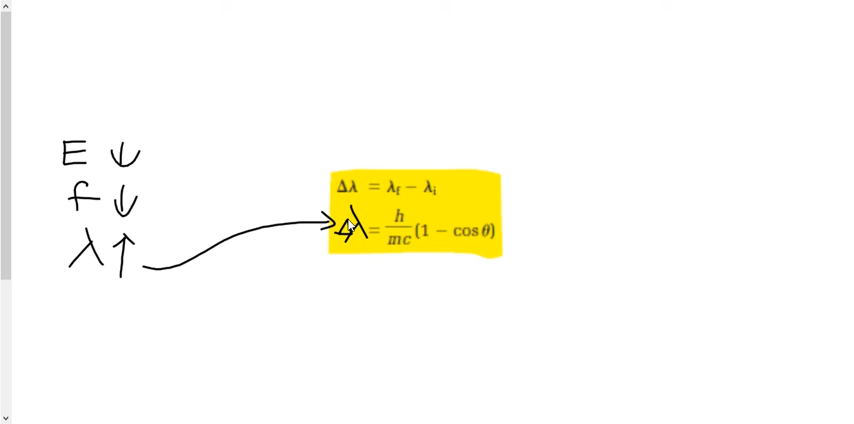 E ↓
f ↓
λ ↑
Δλ = λf − λi
Δλ = h/mc (1 − cos θ)